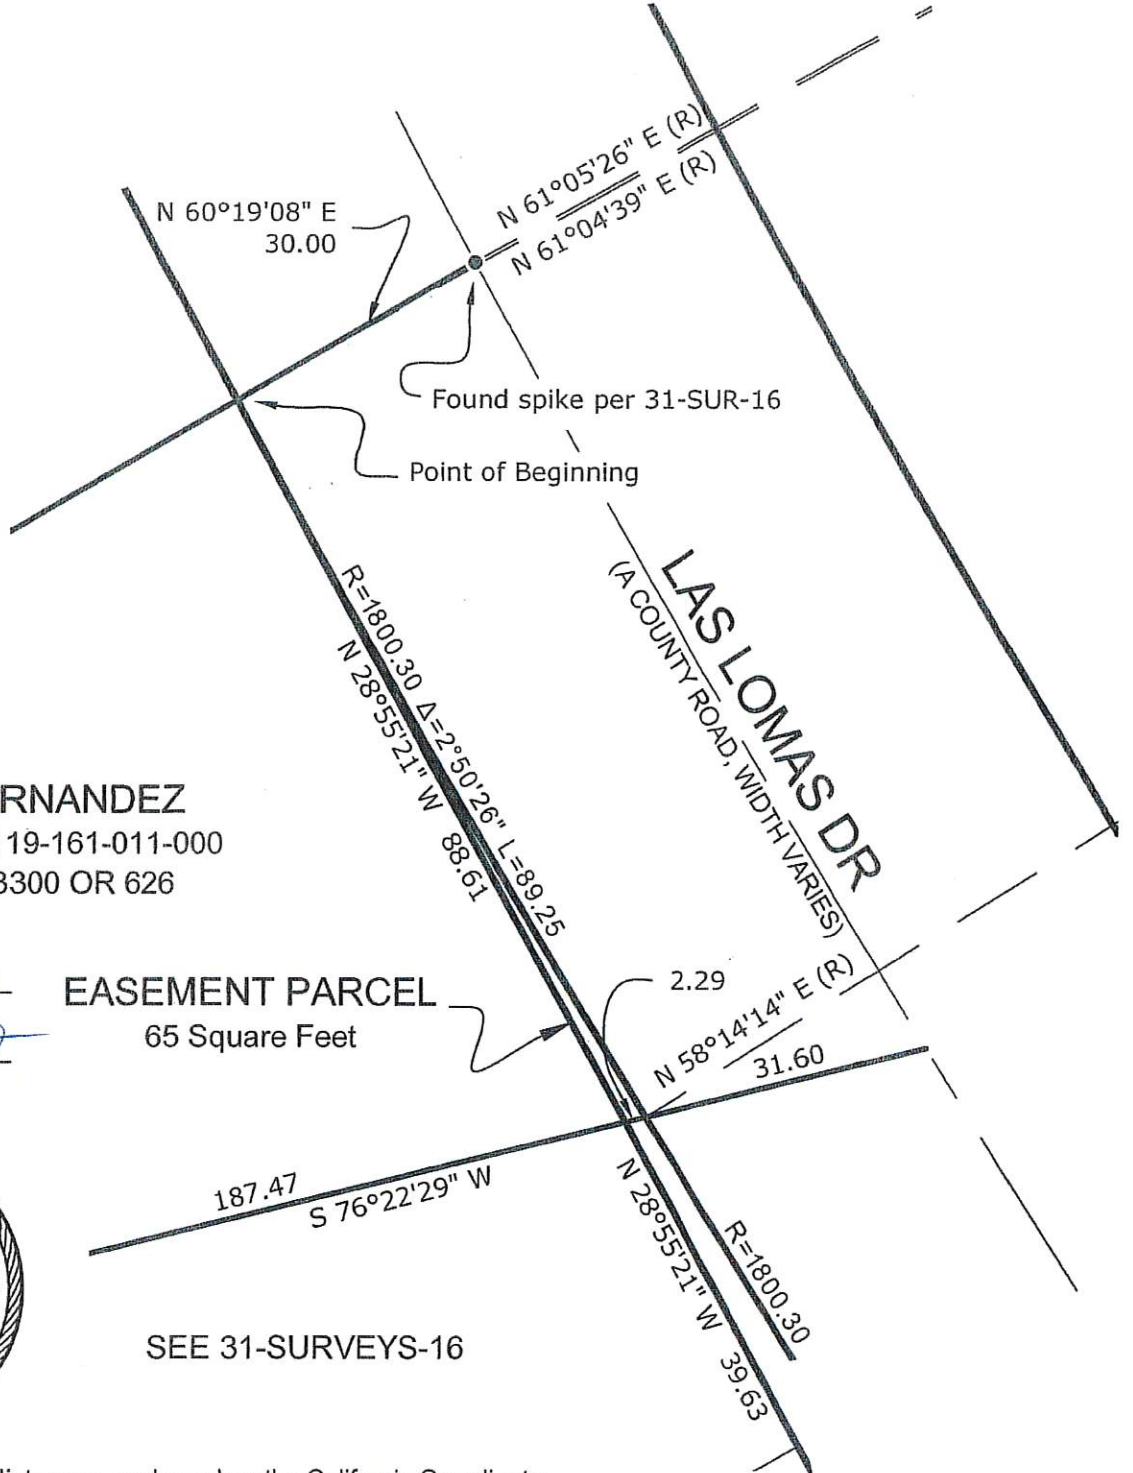 N 61°05'26" E (R)
N 61°04'39" E (R)
N 60°19'08" E
30.00
Found spike per 31-SUR-16
Point of Beginning
LAS LOMAS DR
(A COUNTY ROAD, WIDTH VARIES)
R=1800.30 Δ=2°50'26" L=89.25
N 28°55'21" W 88.61
RNANDEZ
19-161-011-000
3300 OR 626
EASEMENT PARCEL
65 Square Feet
2.29
N 58°14'14" E (R)
31.60
187.47
S 76°22'29" W
N 28°55'21" W 39.63
R=1800.30
SEE 31-SURVEYS-16